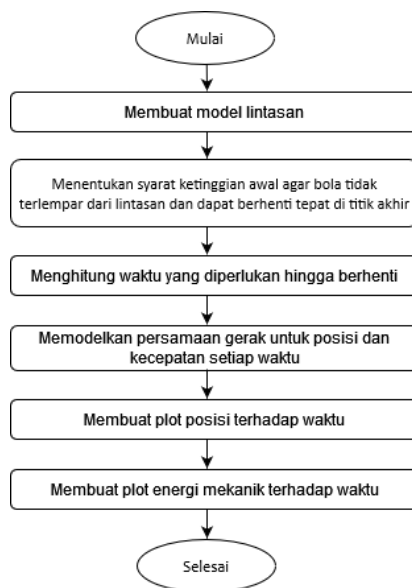 Mulai
Membuat model lintasan
Menentukan syarat ketinggian awal agar bola tidak
terlempar dari lintasan dan dapat berhenti tepat di titik akhir
Menghitung waktu yang diperlukan hingga berhenti
Memodelkan persamaan gerak untuk posisi dan
kecepatan setiap waktu
Membuat plot posisi terhadap waktu
Membuat plot energi mekanik terhadap waktu
Selesai